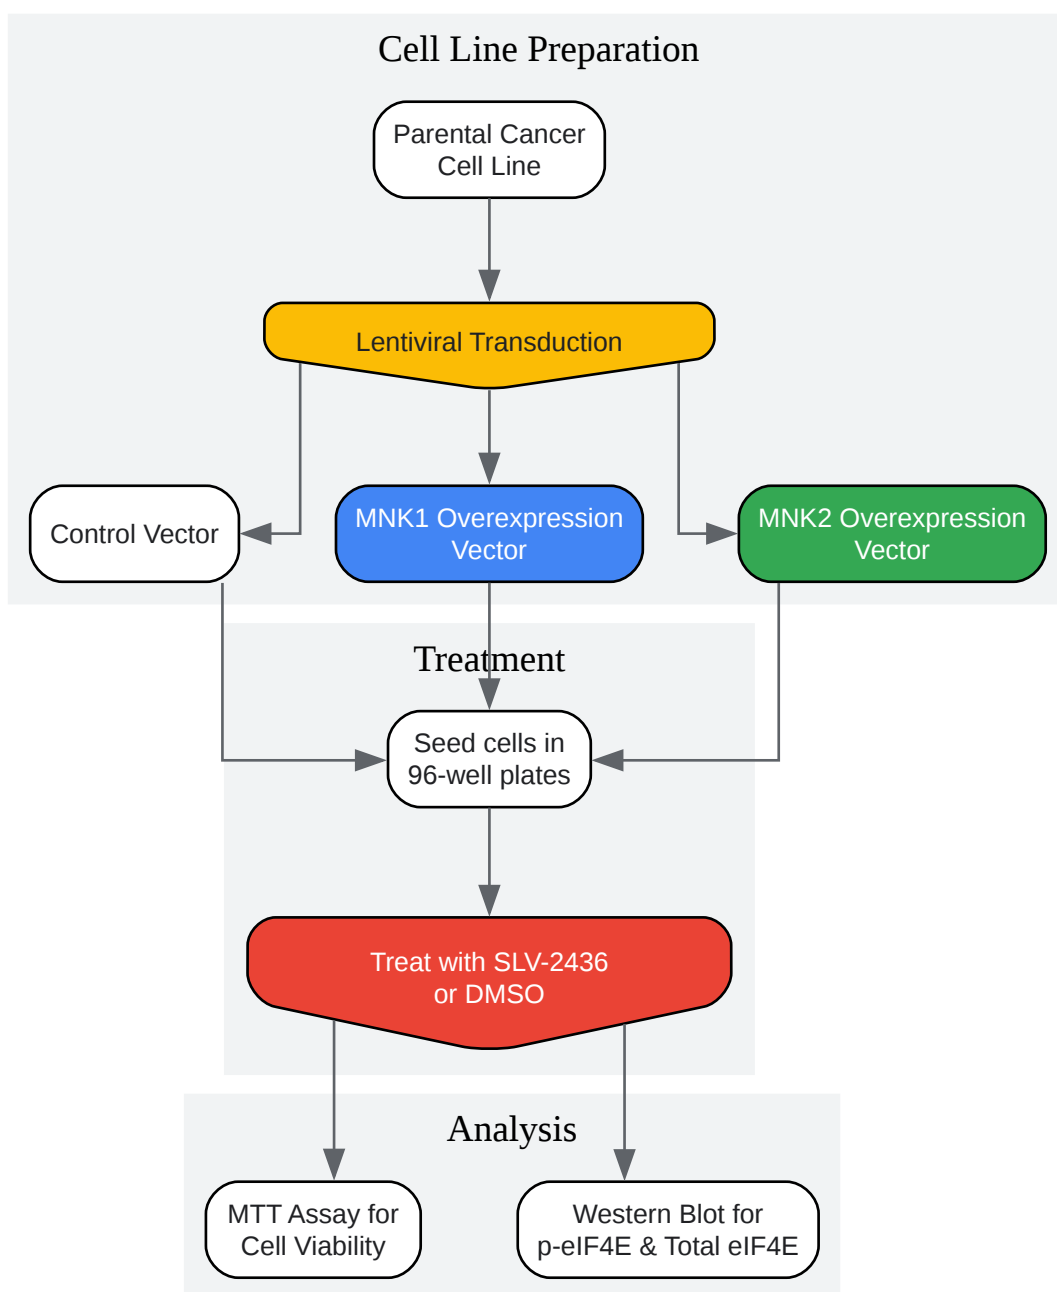 Cell Line Preparation
Parental Cancer
Cell Line
Lentiviral Transduction
Control Vector
MNK1 Overexpression
Vector
MNK2 Overexpression
Vector
Treatment
Seed cells in
96-well plates
Treat with SLV-2436
or DMSO
Analysis
MTT Assay for
Cell Viability
Western Blot for
p-eIF4E & Total eIF4E